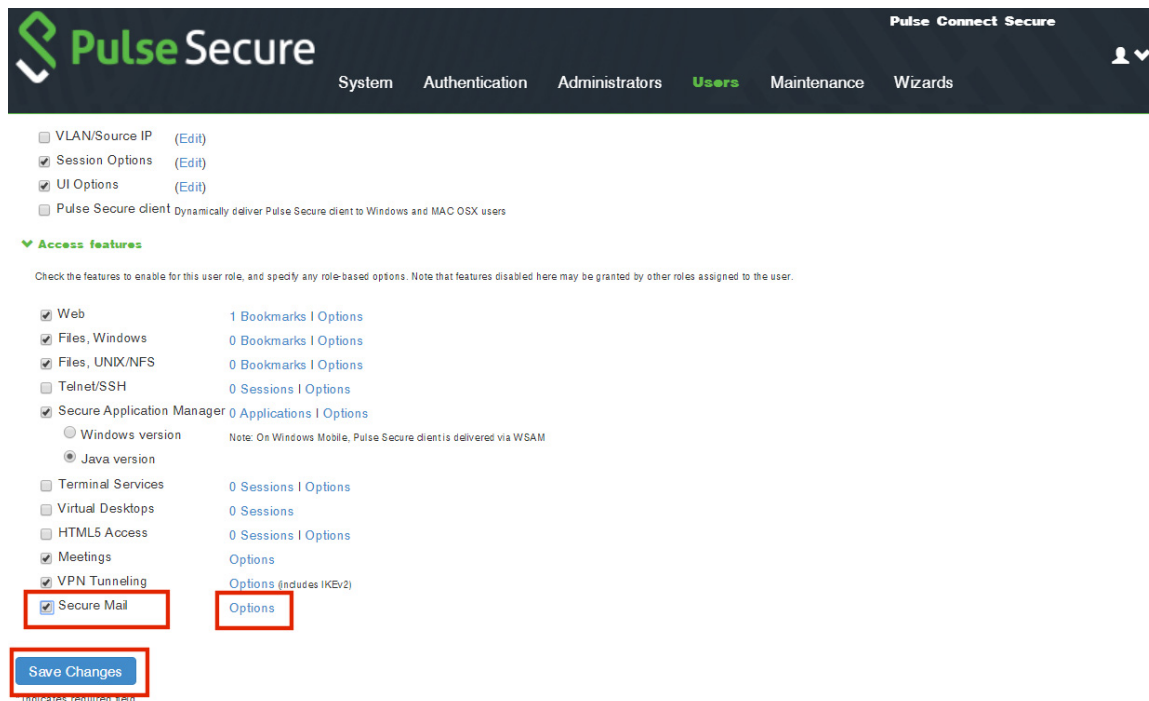 Pulse Connect Secure
Pulse Secure
System Authentication Administrators Users Maintenance Wizards
VLAN/Source IP (Edit)
Session Options (Edit)
UI Options (Edit)
Pulse Secure client Dynamically deliver Pulse Secure client to Windows and MAC OSX users
Access features
Check the features to enable for this user role, and specify any role-based options. Note that features disabled here may be granted by other roles assigned to the user.
Web 1 Bookmarks | Options
Files, Windows 0 Bookmarks | Options
Files, UNIX/NFS 0 Bookmarks | Options
Telnet/SSH 0 Sessions | Options
Secure Application Manager 0 Applications | Options
Windows version Note: On Windows Mobile, Pulse Secure client is delivered via WSAM
Java version
Terminal Services 0 Sessions | Options
Virtual Desktops 0 Sessions
HTML5 Access 0 Sessions | Options
Meetings Options
VPN Tunneling Options (includes IKEv2)
Secure Mail Options
Save Changes
* Indicates required field